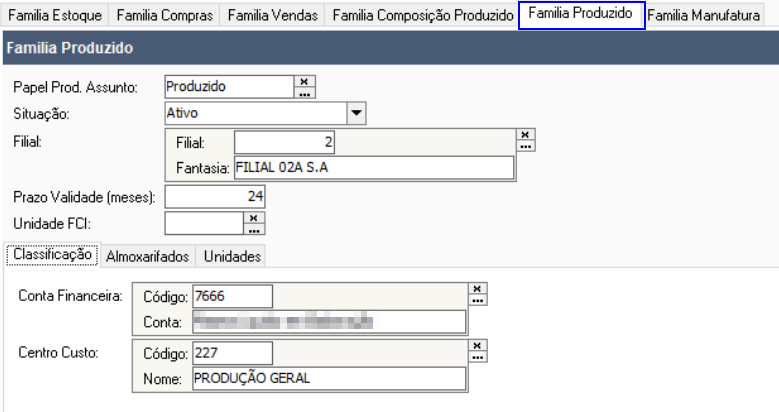 Familia Estoque Familia Compras Familia Vendas Familia Composição Produzido Familia Produzido Familia Manufatura
Familia Produzido
Papel Prod. Assunto: Produzido
Situação: Ativo
Filial: Filial: 2
Fantasia: FILIAL 02A S.A
Prazo Validade (meses): 24
Unidade FCI:
Classificação Almoxarifados Unidades
Conta Financeira: Código: 7666
Conta:
Centro Custo: Código: 227
Nome: PRODUÇÃO GERAL